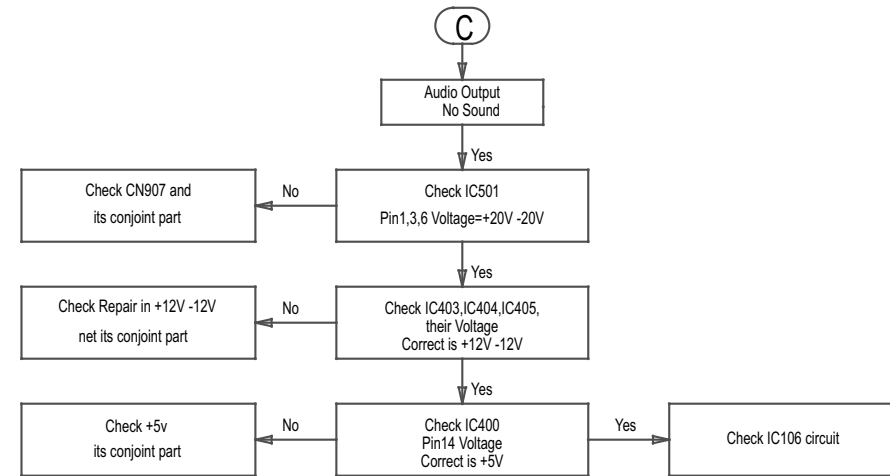 C
Audio Output
No Sound
Yes
Check CN907 and
its conjoint part
No
Check IC501
Pin1,3,6 Voltage=+20V -20V
Yes
Check Repair in +12V -12V
net its conjoint part
No
Check IC403,IC404,IC405,
their Voltage
Correct is +12V -12V
Yes
Check +5v
its conjoint part
No
Check IC400
Pin14 Voltage
Correct is +5V
Yes
Check IC106 circuit